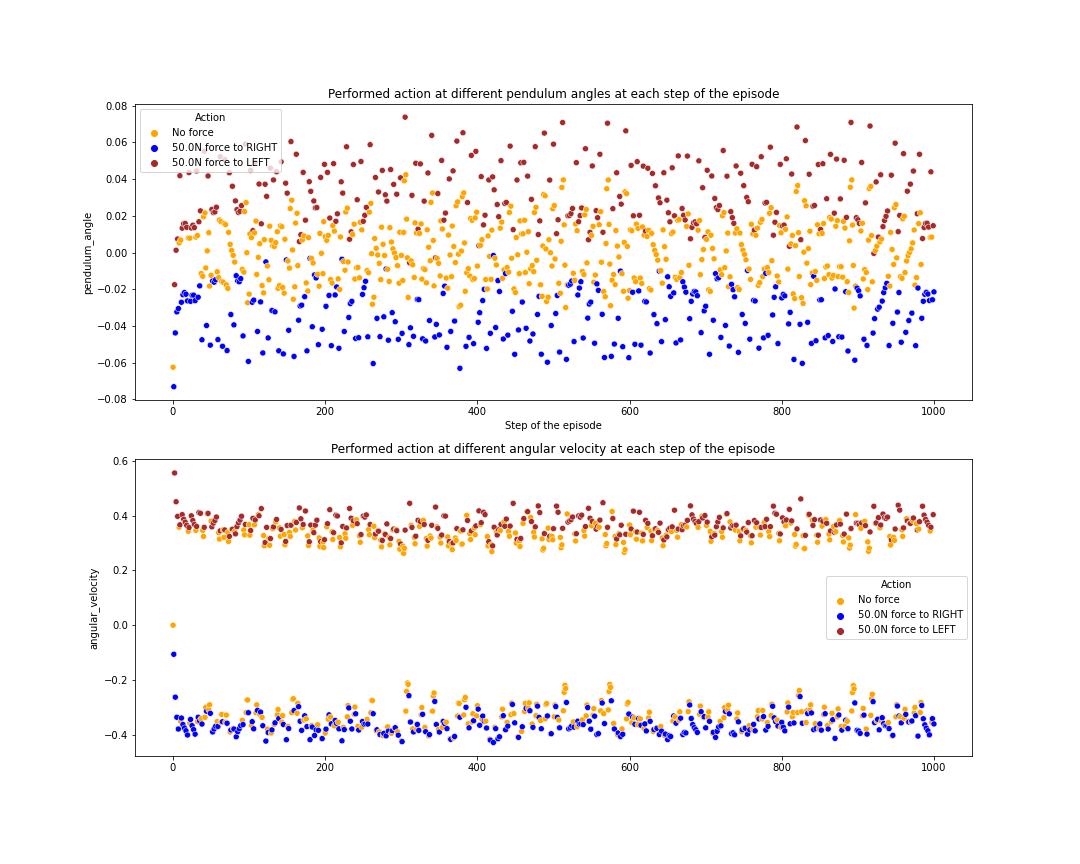 Performed action at different pendulum angles at each step of the episode
pendulum_angle
0.08
0.06
0.04
0.02
0.00
−0.02
−0.04
−0.06
−0.08
Action
No force
50.0N force to RIGHT
50.0N force to LEFT
0 200 400 600 800 1000
Step of the episode
Performed action at different angular velocity at each step of the episode
angular_velocity
0.6
0.4
0.2
0.0
−0.2
−0.4
Action
No force
50.0N force to RIGHT
50.0N force to LEFT
0 200 400 600 800 1000